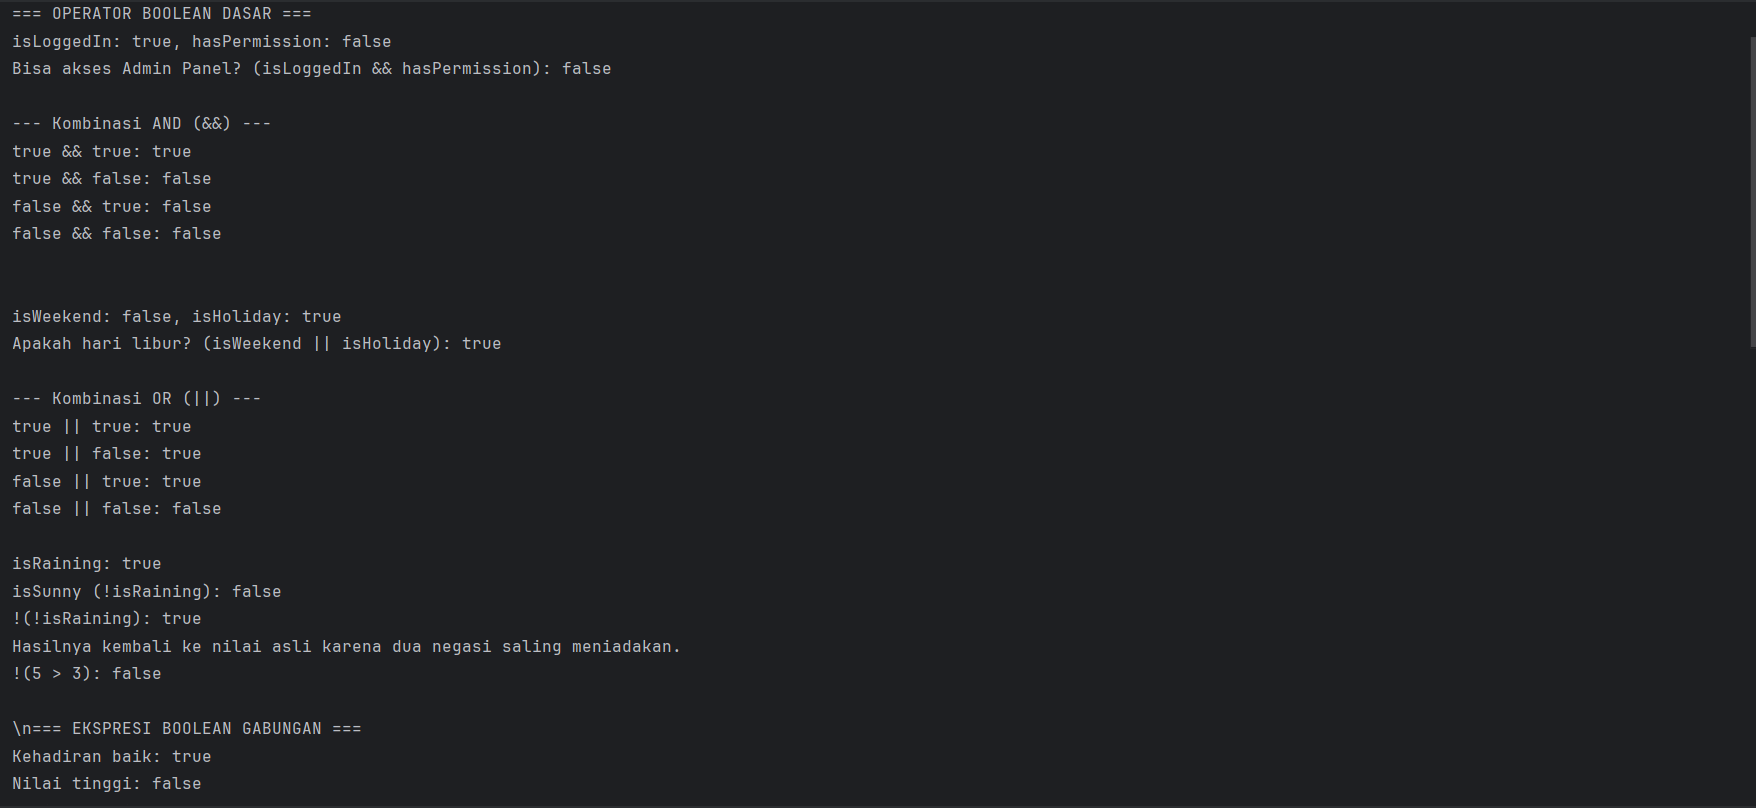 === OPERATOR BOOLEAN DASAR ===
isLoggedIn: true, hasPermission: false
Bisa akses Admin Panel? (isLoggedIn && hasPermission): false
--- Kombinasi AND (&&) ---
true && true: true
true && false: false
false && true: false
false && false: false
isWeekend: false, isHoliday: true
Apakah hari libur? (isWeekend || isHoliday): true
--- Kombinasi OR (||) ---
true || true: true
true || false: true
false || true: true
false || false: false
isRaining: true
isSunny (!isRaining): false
!(!isRaining): true
Hasilnya kembali ke nilai asli karena dua negasi saling meniadakan.
!(5 > 3): false
\n=== EKSPRESI BOOLEAN GABUNGAN ===
Kehadiran baik: true
Nilai tinggi: false